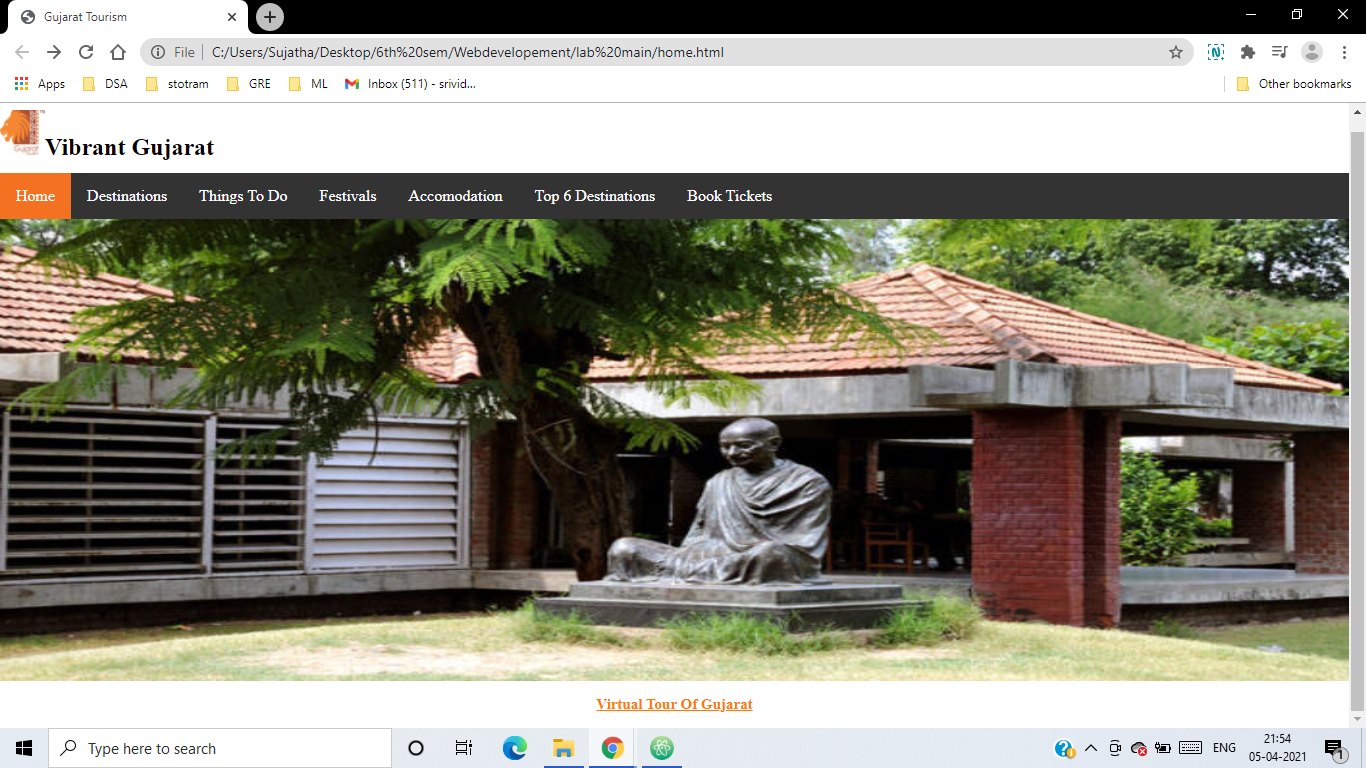 Gujarat Tourism
File
C:/Users/Sujatha/Desktop/6th%20sem/Webdevelopement/lab%20main/home.html
Apps DSA stotram GRE ML Inbox (511) - srivid... Other bookmarks
Gujarat
Vibrant Gujarat
Home Destinations Things To Do Festivals Accomodation Top 6 Destinations Book Tickets
Virtual Tour Of Gujarat
Type here to search
ENG
21:54
05-04-2021
1